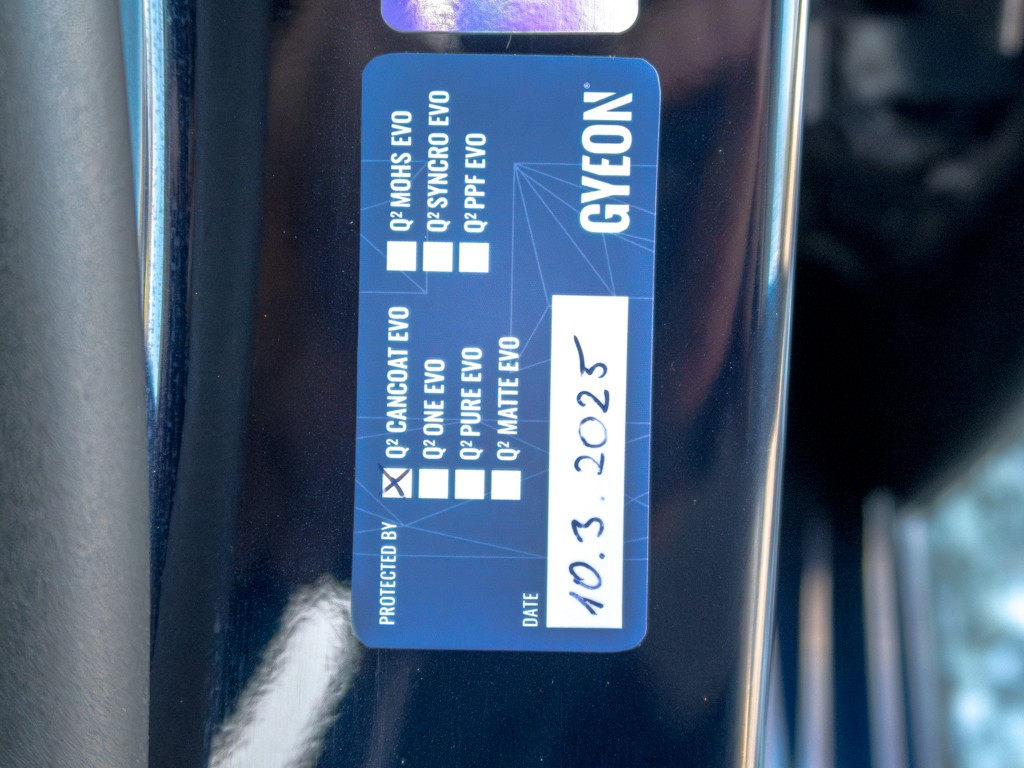 PROTECTED BY
Q² CANCOAT EVO
Q² ONE EVO
Q² PURE EVO
Q² MATTE EVO
Q² MOHS EVO
Q² SYNCRO EVO
Q² PPF EVO
DATE
10.3.2025
GYEON®